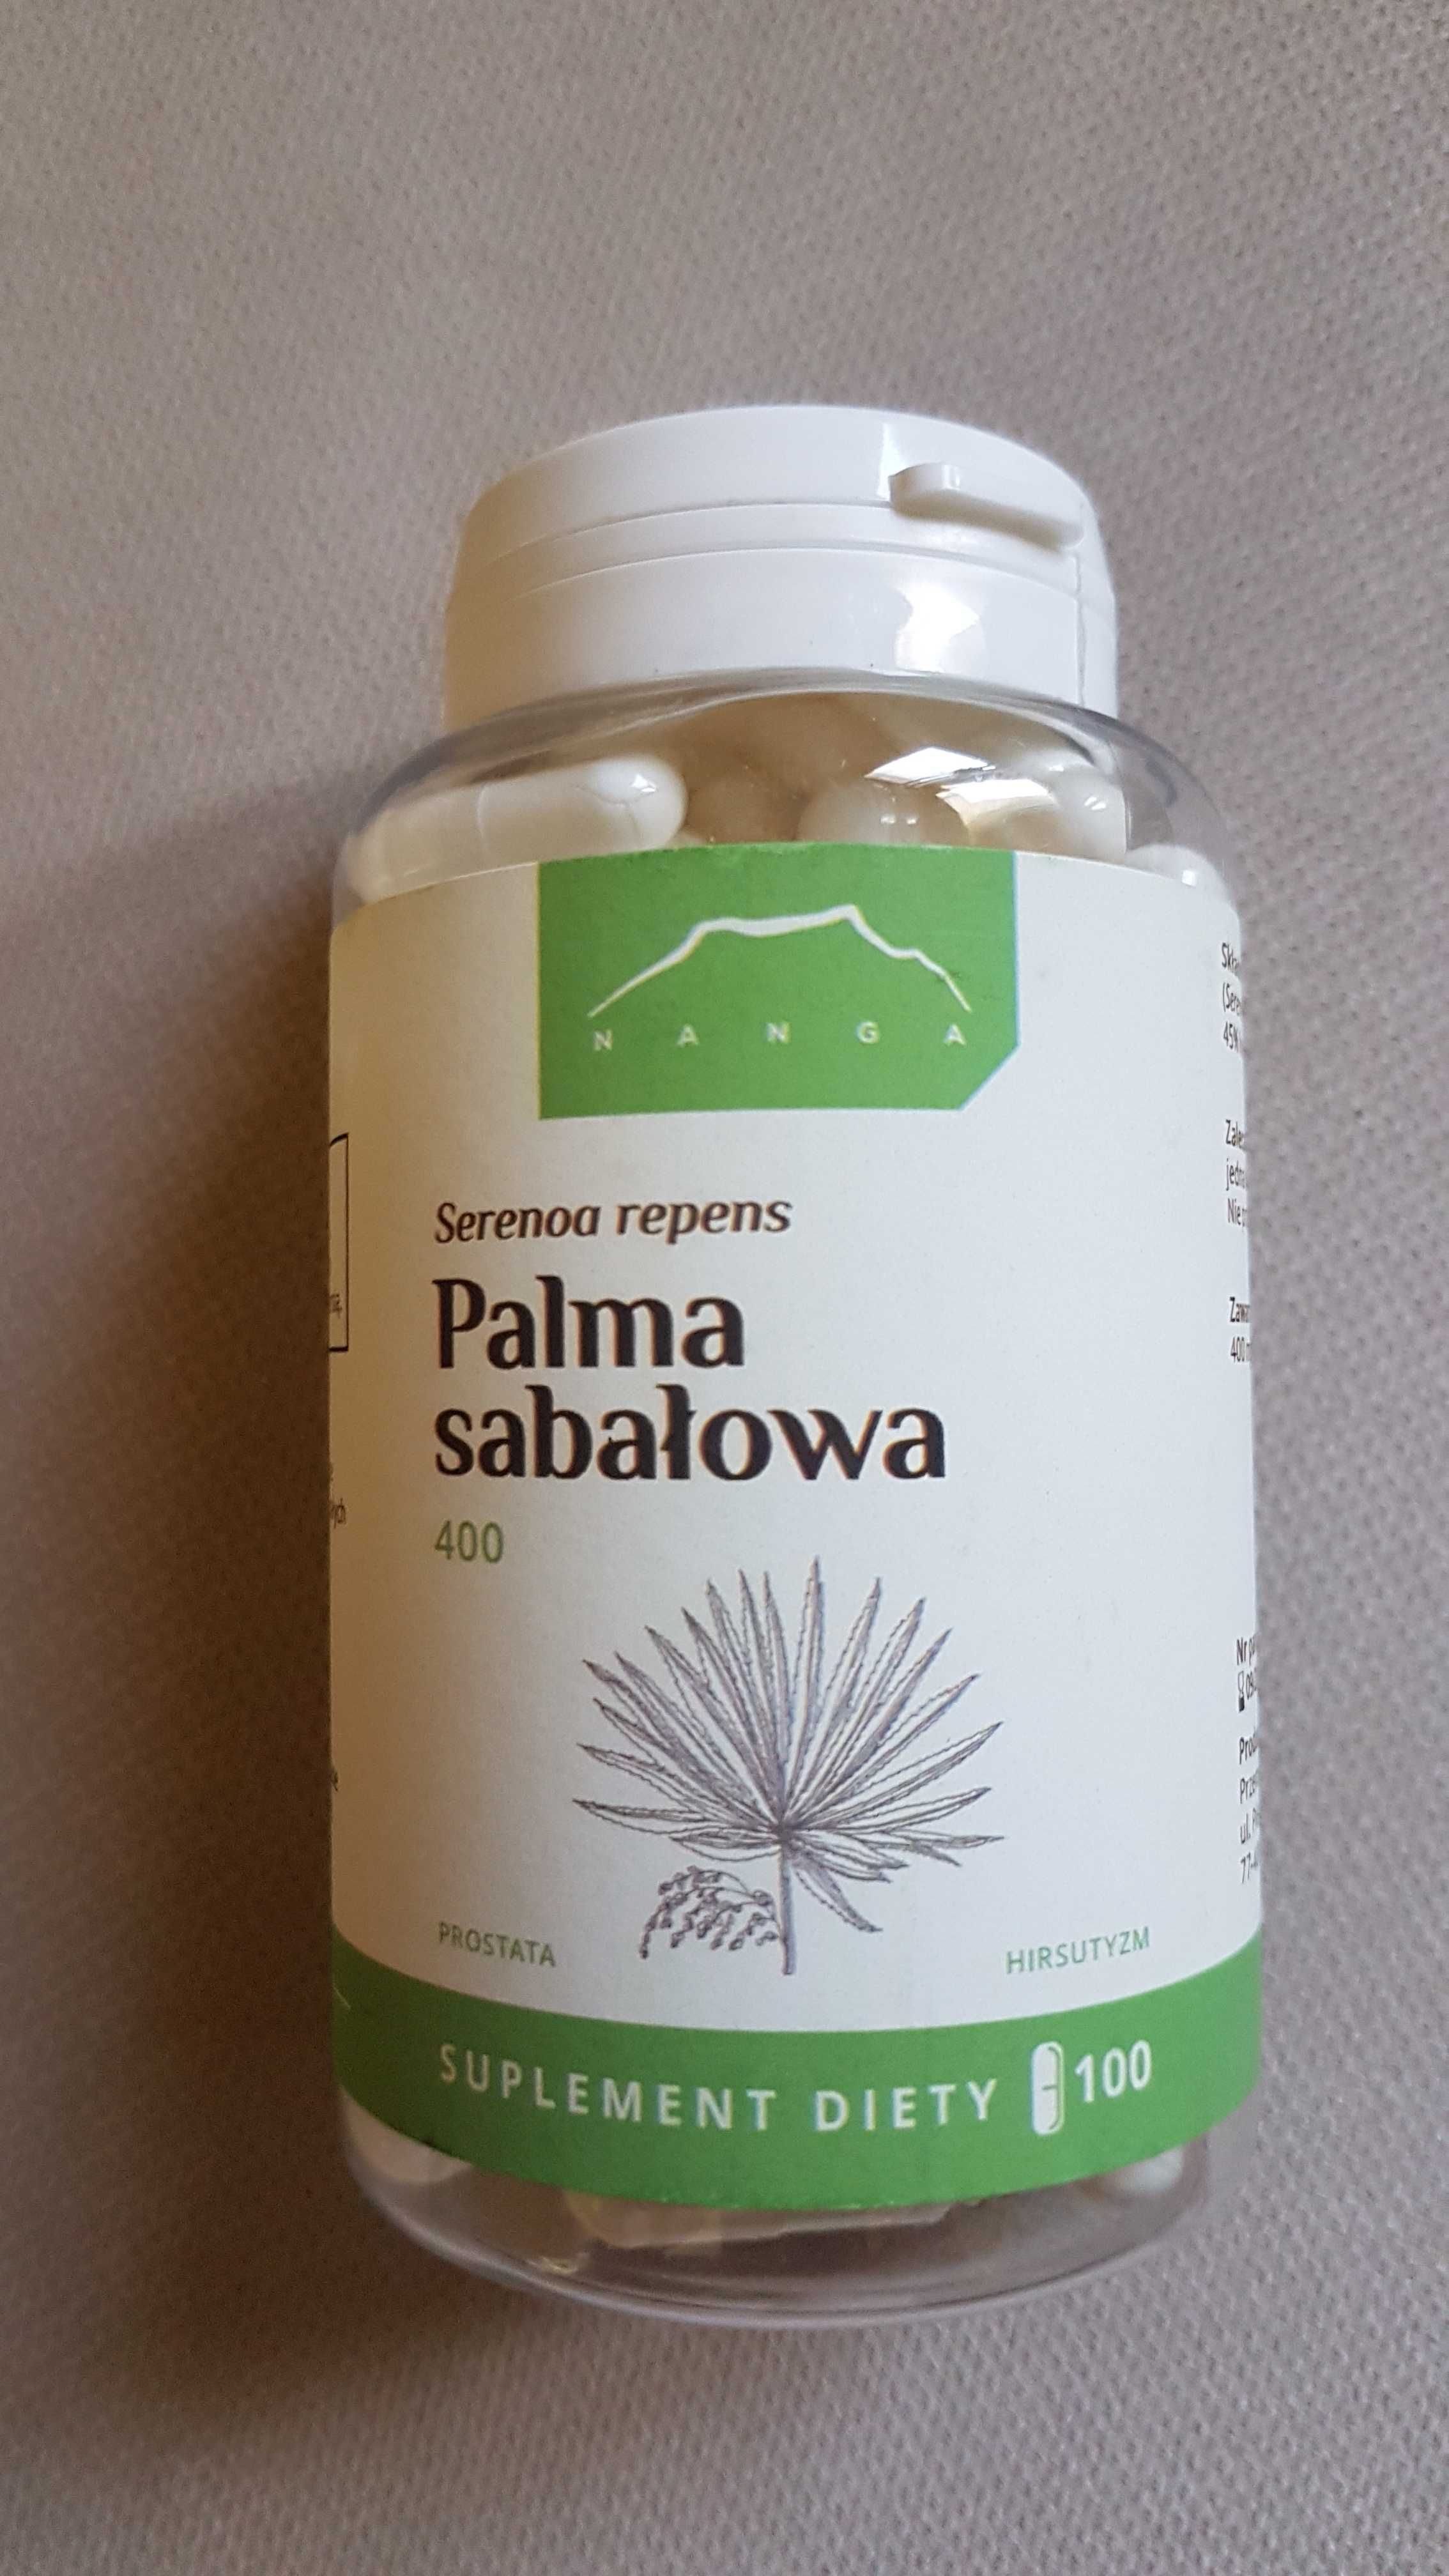 NANGA
Serenoa repens
Palma
sabałowa
400
PROSTATA
HIRSUTYZM
SUPLEMENT DIETY 100